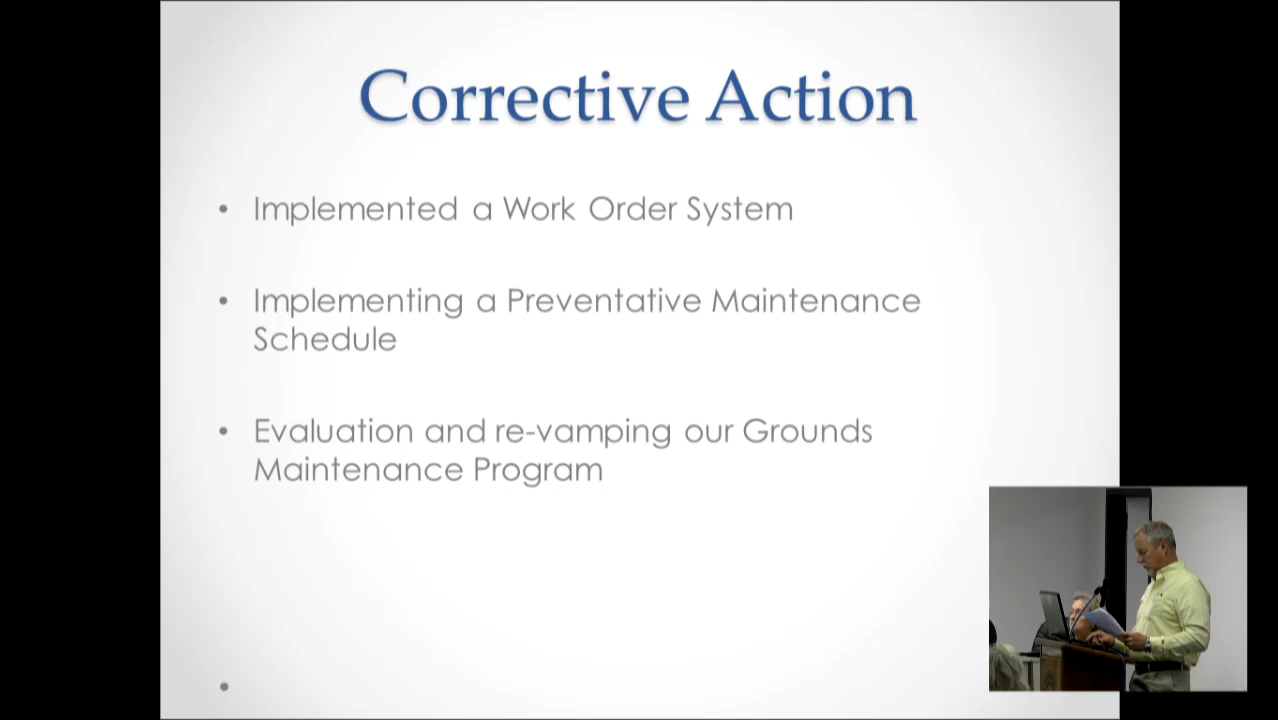 Corrective Action
• Implemented a Work Order System
• Implementing a Preventative Maintenance
Schedule
• Evaluation and re-vamping our Grounds
Maintenance Program
•